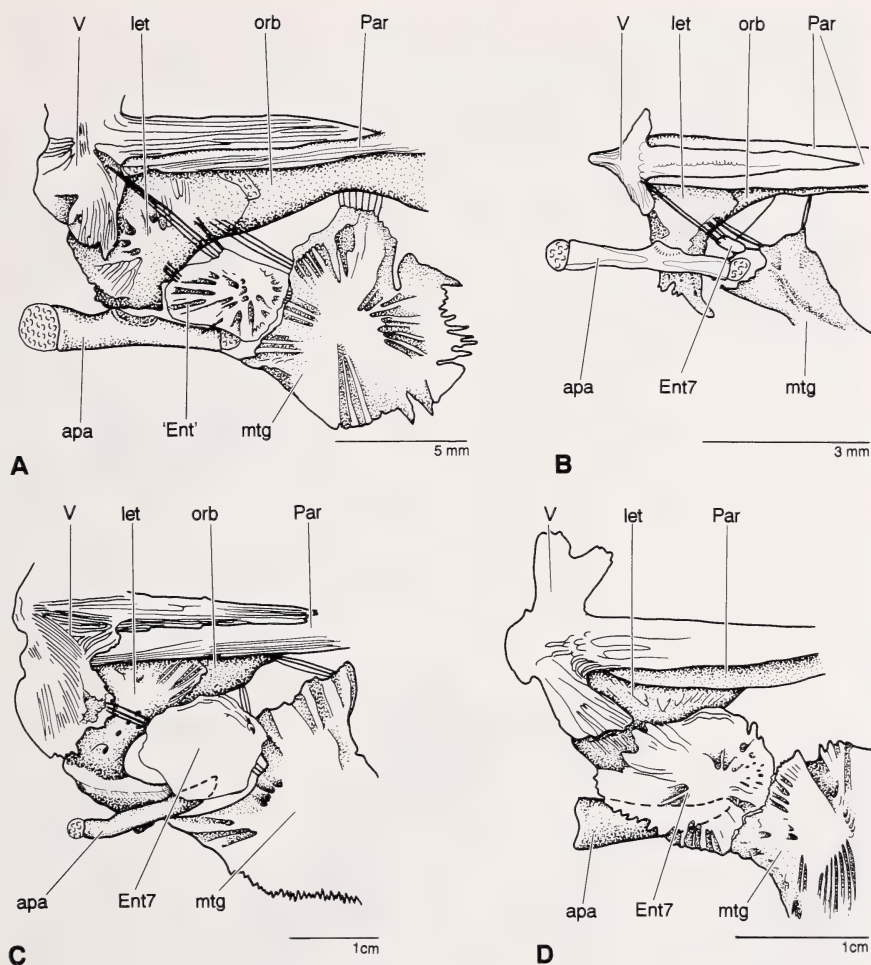 V let orb Par
apa 'Ent' mtg
5 mm
A
V let orb Par
apa Ent7 mtg
3 mm
B
V let orb Par
apa Ent7 mtg
1cm
C
V let Par
apa Ent7 mtg
1cm
D